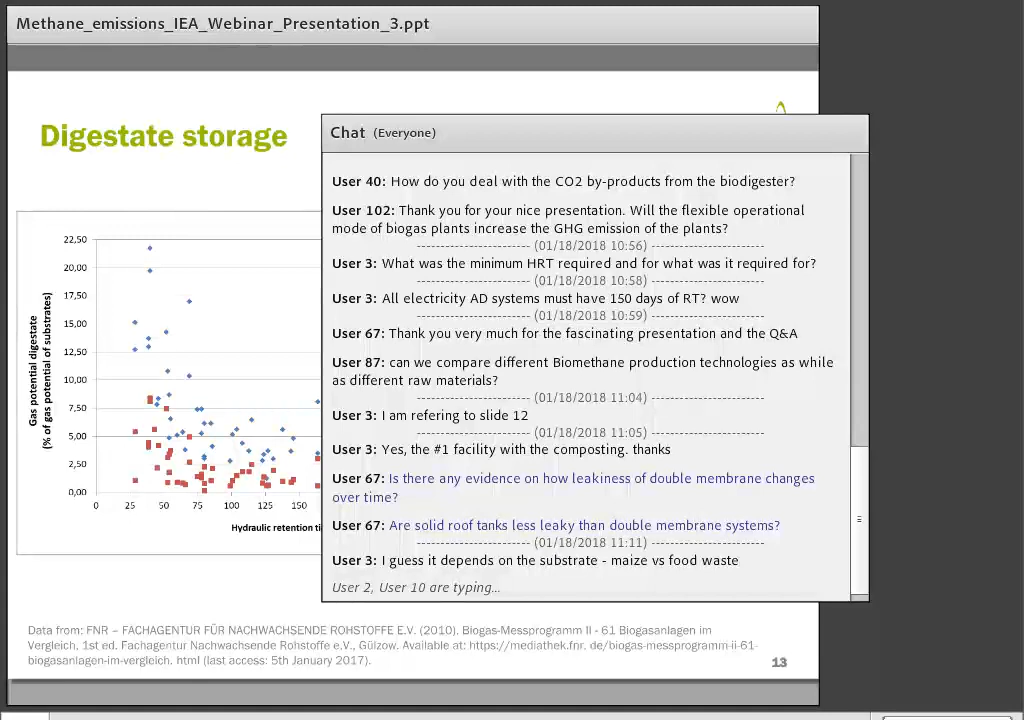 Methane_emissions_IEA_Webinar_Presentation_3.ppt
Digestate storage
Gas potential digestate
(% of gas potential of substrates)
22,50
20,00
17,50
15,00
12,50
10,00
7,50
5,00
2,50
0,00
0 25 50 75 100 125 150
Hydraulic retention ti
Chat (Everyone)
User 40: How do you deal with the CO2 by-products from the biodigester?
User 102: Thank you for your nice presentation. Will the flexible operational
mode of biogas plants increase the GHG emission of the plants?
---------------------- (01/18/2018 10:56) ----------------------
User 3: What was the minimum HRT required and for what was it required for?
---------------------- (01/18/2018 10:58) ----------------------
User 3: All electricity AD systems must have 150 days of RT? wow
---------------------- (01/18/2018 10:59) ----------------------
User 67: Thank you very much for the fascinating presentation and the Q&A
User 87: can we compare different Biomethane production technologies as while
as different raw materials?
---------------------- (01/18/2018 11:04) ----------------------
User 3: I am refering to slide 12
---------------------- (01/18/2018 11:05) ----------------------
User 3: Yes, the #1 facility with the composting. thanks
User 67: Is there any evidence on how leakiness of double membrane changes
over time?
User 67: Are solid roof tanks less leaky than double membrane systems?
---------------------- (01/18/2018 11:11) ----------------------
User 3: I guess it depends on the substrate - maize vs food waste
User 2, User 10 are typing...
Data from: FNR – FACHAGENTUR FÜR NACHWACHSENDE ROHSTOFFE E.V. (2010). Biogas-Messprogramm II - 61 Biogasanlagen im
Vergleich, 1st ed. Fachagentur Nachwachsende Rohstoffe e.V., Gülzow. Available at: https://mediathek.fnr. de/biogas-messprogramm-ii-61-
biogasanlagen-im-vergleich. html (last access: 5th January 2017).
13